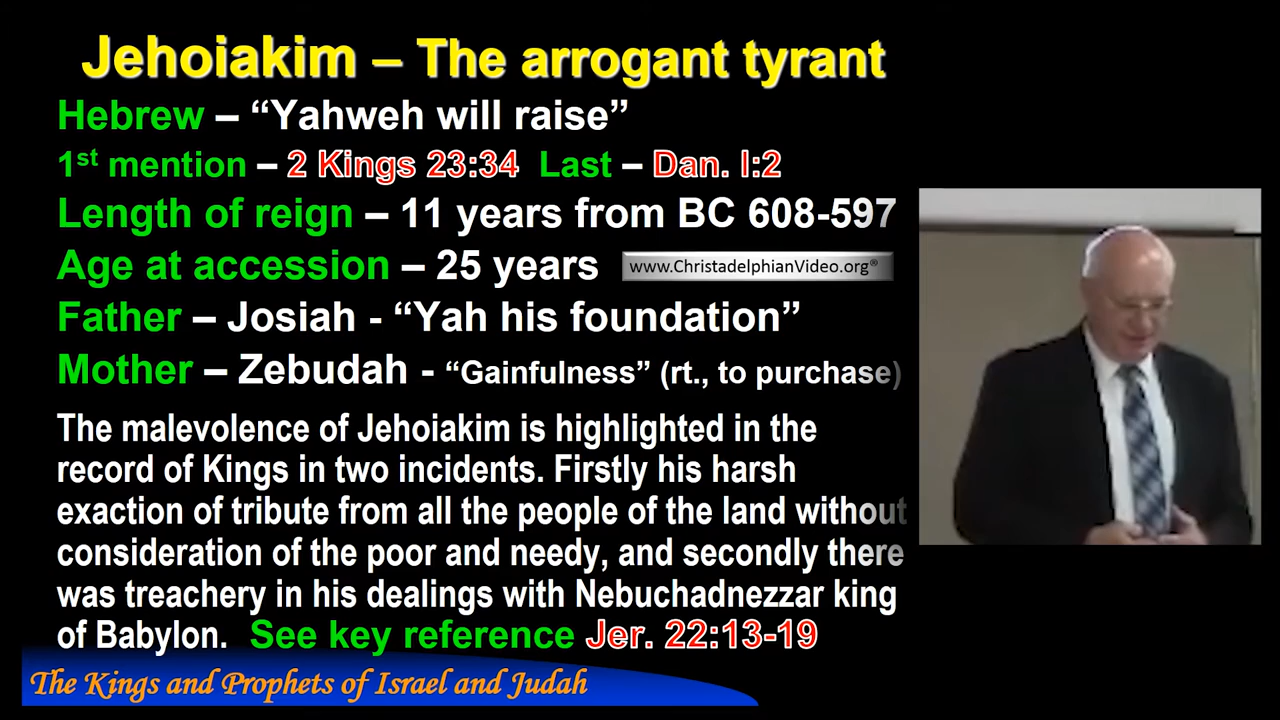 Jehoiakim – The arrogant tyrant
Hebrew – “Yahweh will raise”
1st mention – 2 Kings 23:34 Last – Dan. I:2
Length of reign – 11 years from BC 608-597
Age at accession – 25 years
www.ChristadelphianVideo.org®
Father – Josiah - “Yah his foundation”
Mother – Zebudah - “Gainfulness” (rt., to purchase)
The malevolence of Jehoiakim is highlighted in the
record of Kings in two incidents. Firstly his harsh
exaction of tribute from all the people of the land without
consideration of the poor and needy, and secondly there
was treachery in his dealings with Nebuchadnezzar king
of Babylon. See key reference Jer. 22:13-19
The Kings and Prophets of Israel and Judah